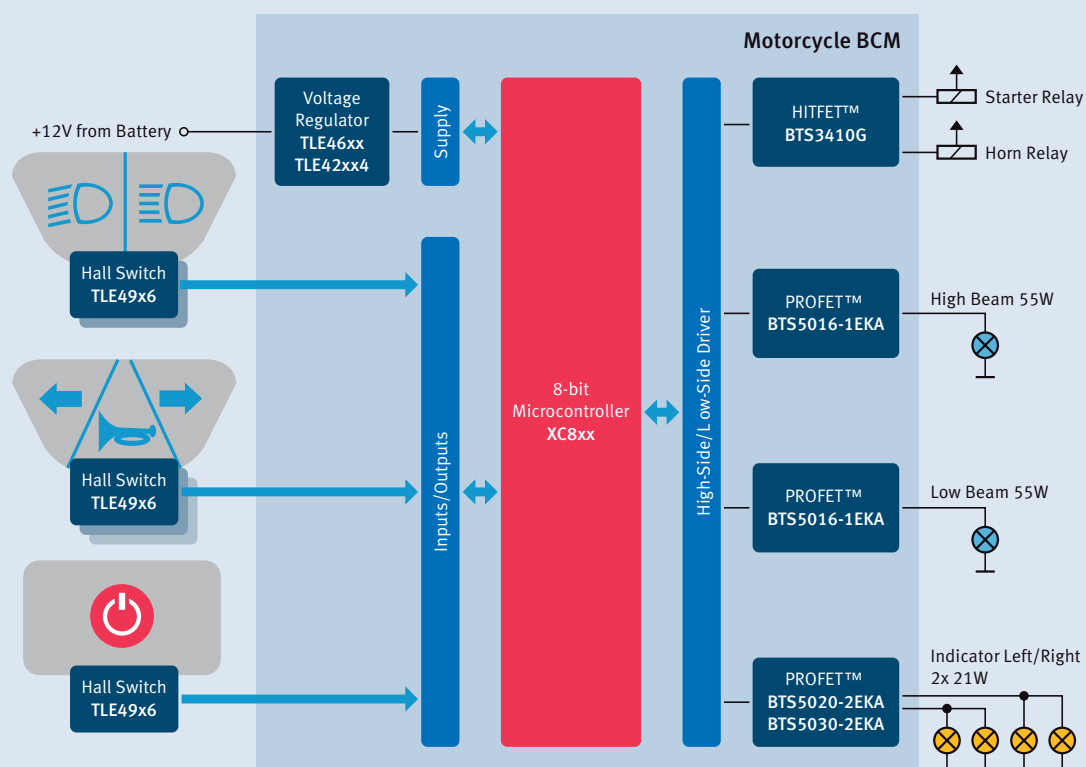 Motorcycle BCM
+12V from Battery
Voltage
Regulator
TLE46xx
TLE42xx4
Supply
Hall Switch
TLE49x6
Hall Switch
TLE49x6
Hall Switch
TLE49x6
Inputs/Outputs
8-bit
Microcontroller
XC8xx
High-Side/L ow-Side Driver
HITFET™
BTS3410G
Starter Relay
Horn Relay
PROFET™
BTS5016-1EKA
High Beam 55W
PROFET™
BTS5016-1EKA
Low Beam 55W
PROFET™
BTS5020-2EKA
BTS5030-2EKA
Indicator Left/Right
2x 21W